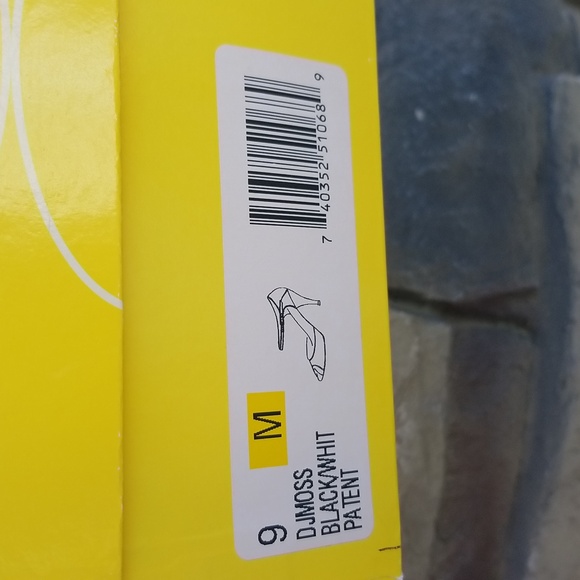 9 M
DJMOSS
BLACK/WHIT
PATENT
7 40352 51068 9